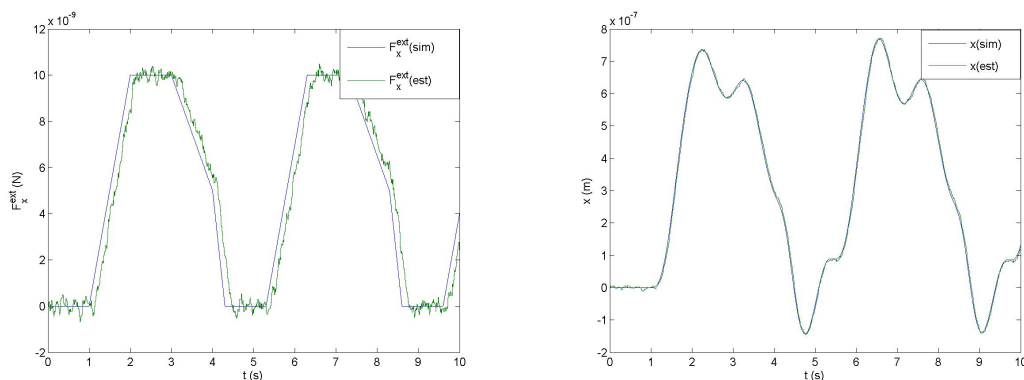 x 10^-9
12
10
8
6
4
2
0
-2
F_x^ext (N)
0 1 2 3 4 5 6 7 8 9 10
t (s)
F_x^ext(sim)
F_x^ext(est)
x 10^-7
8
7
6
5
4
3
2
1
0
-1
-2
x (m)
0 1 2 3 4 5 6 7 8 9 10
t (s)
x(sim)
x(est)